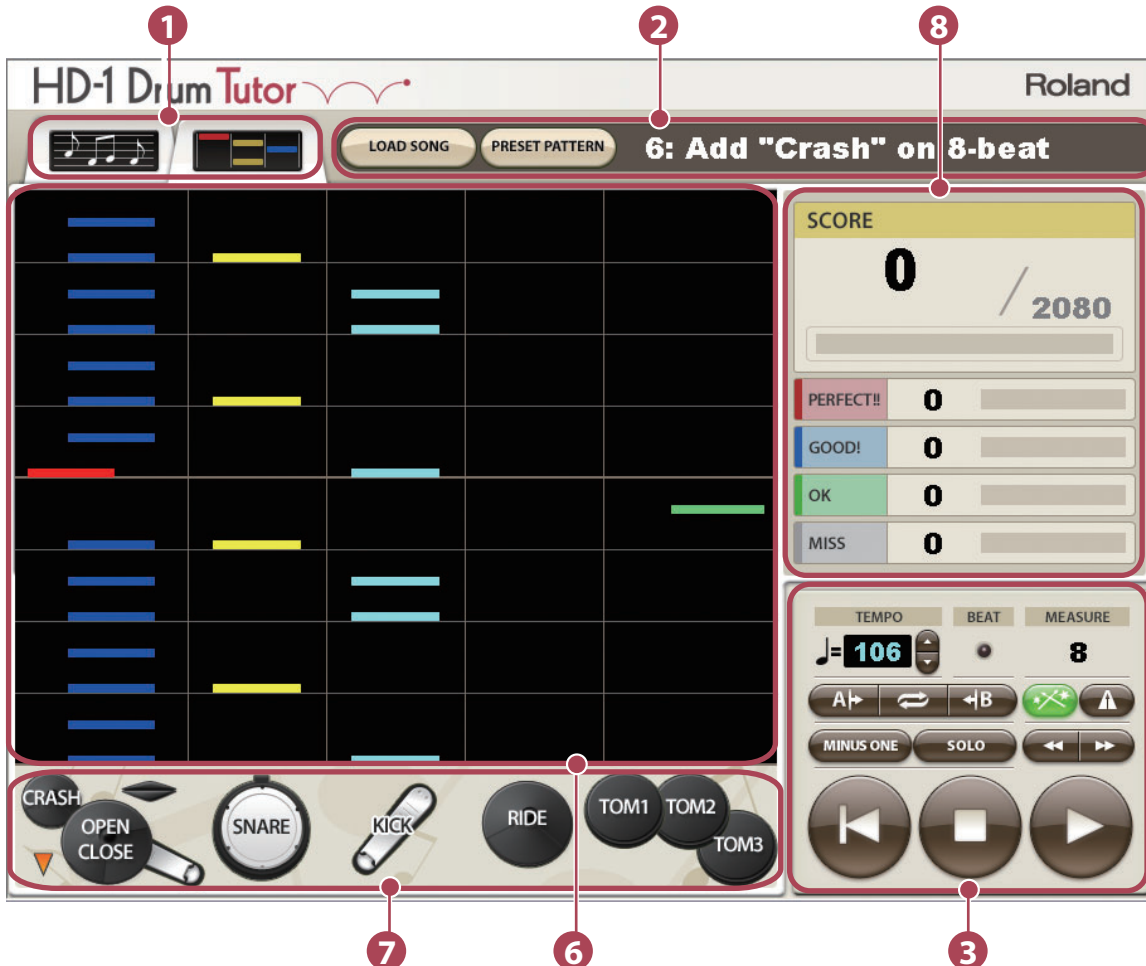 1 2 8
HD-1 Drum Tutor
Roland
LOAD SONG PRESET PATTERN 6: Add "Crash" on 8-beat
SCORE
0 / 2080
PERFECT!! 0
GOOD! 0
OK 0
MISS 0
TEMPO BEAT MEASURE
♩= 106 8
A B
MINUS ONE SOLO
CRASH
OPEN
CLOSE
SNARE
KICK
RIDE
TOM1 TOM2
TOM3
7 6 3